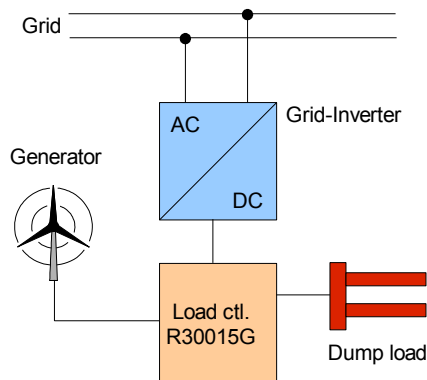 Grid
AC
Grid-Inverter
Generator
DC
Load ctl.
R30015G
Dump load